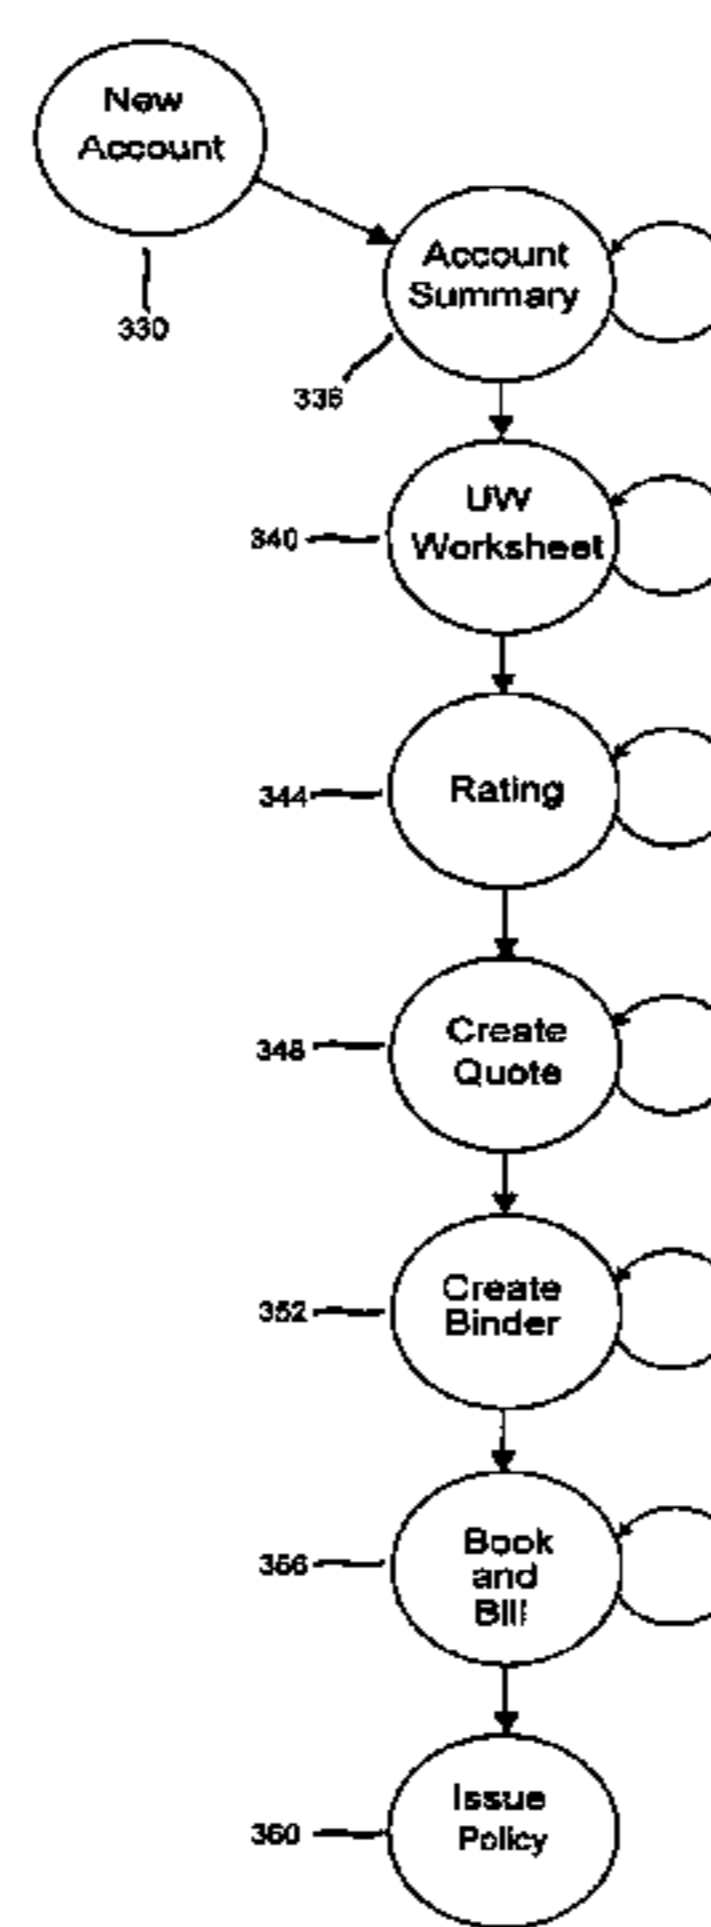 New
Account
330
Account
Summary
336
UW
Worksheet
340
Rating
344
Create
Quote
348
Create
Binder
352
Book
and
Bill
356
Issue
Policy
360